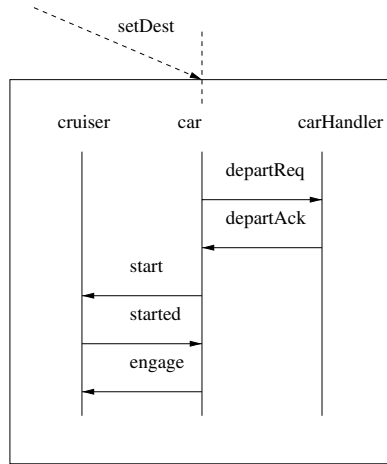 setDest
cruiser car carHandler
departReq
departAck
start
started
engage